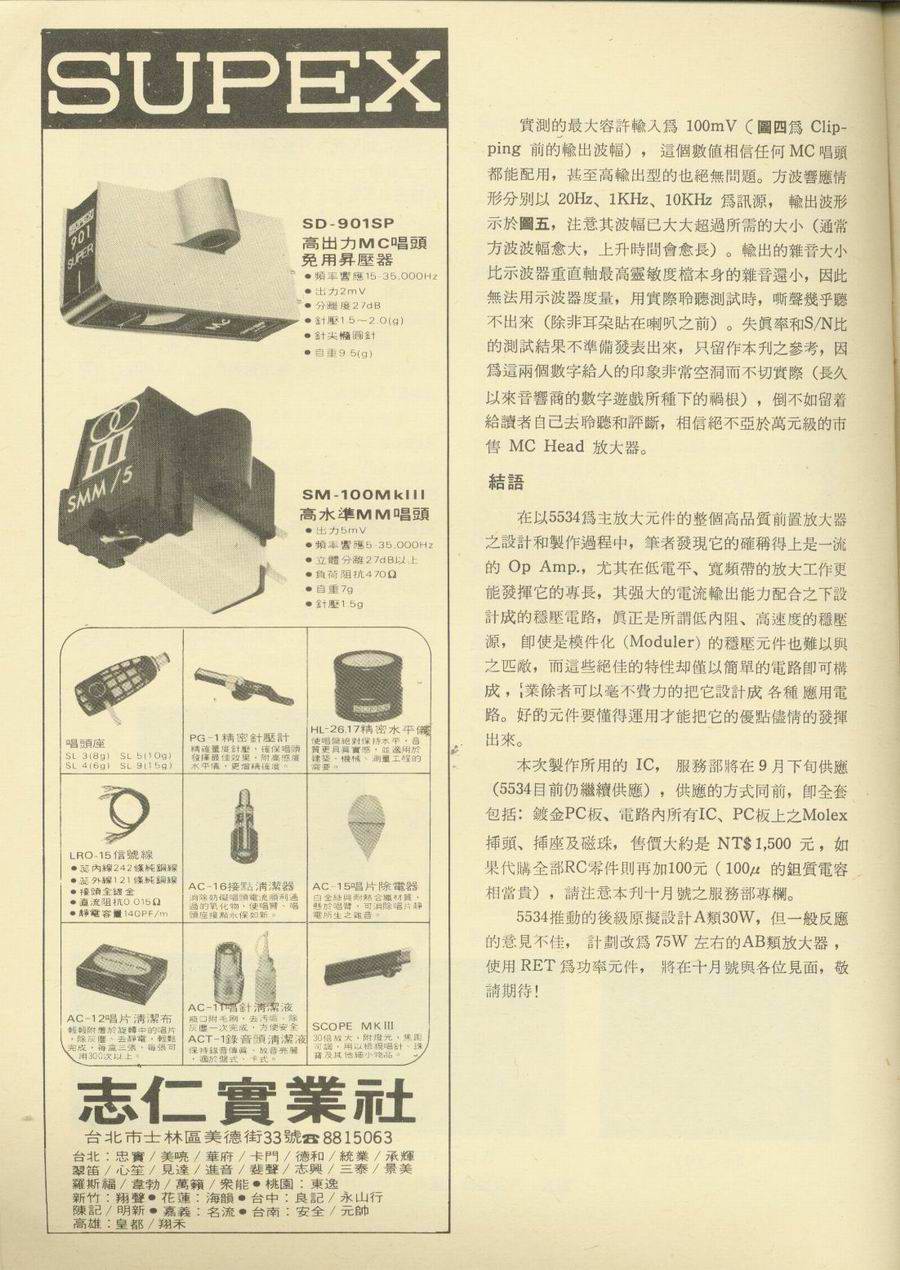 SUPEX
901
SUPER
MC
SD-901SP
高出力MC唱頭
免用昇壓器
●頻率響應15-35.000Hz
●出力2mV
●分離度27dB
●針壓1.5～2.0(g)
●針尖橢圓針
●自重9.5(g)
III
SMM/5
SM-100MkIII
高水準MM唱頭
●出力5mV
●頻率響應5-35.000Hz
●立體分離27dB以上
●負荷阻抗470Ω
●自重7g
●針壓1.5g
唱頭座
SL 3(8g) SL 5(10g)
SL 4(6g) SL 9(15g)
PG-1精密針壓計
精確量度針壓，確保唱頭
發揮最佳效果，附高感度
水平儀，更增精確度。
HL-26.17精密水平儀
使唱盤絕對保持水平，音
質更具真實感，並適用於
建築、機械、測量工程的
需要。
LRO-15信號線
●芯內線242條純銅線
●芯外線121條純銅線
●接頭全鍍金
●直流阻抗0.015Ω
●靜電容量140PF/m
AC-16接點清潔器
消除妨礙唱頭電流順利通
過的氧化物，使唱臂、唱
頭座接點永保如新。
AC-15唱片除電器
白金絲與耐熱合纖材質，
懸於唱臂，可消除唱片靜
電所生之雜音。
AC-12唱片清潔布
輕輕附著於旋轉中的唱片
，除灰塵、去靜電，輕鬆
完成，每盒三張，每張可
用300次以上。
AC-11唱針清潔液
瓶口附毛刷，去污垢、除
灰塵一次完成，方便安全
ACT-1錄音頭清潔液
保持錄音傳真，放音亮麗
，適於盤式、卡式。
SCOPE MKIII
30倍放大，附燈光，焦距
可調，用以檢視唱針、珠
寶及其他細小物品。
志仁實業社
台北市士林區美德街33號☎8815063
台北：忠實／美喨／華府／卡門／德和／統業／承輝
翠笛／心笙／見達／進音／斐聲／志興／三泰／景美
羅斯福／韋勃／萬籟／衆能●桃園：東逸
新竹：翔聲●花蓮：海韻●台中：良記／永山行
陳記／明新●嘉義：名流●台南：安全／元帥
高雄：皇都／翔禾
實測的最大容許輸入爲 100mV（圖四爲 Clip-
ping 前的輸出波幅），這個數值相信任何 MC 唱頭
都能配用，甚至高輸出型的也絕無問題。方波響應情
形分別以 20Hz、1KHz、10KHz 爲訊源，輸出波形
示於圖五，注意其波幅已大大超過所需的大小（通常
方波波幅愈大，上升時間會愈長）。輸出的雜音大小
比示波器垂直軸最高靈敏度檔本身的雜音還小，因此
無法用示波器度量，用實際聆聽測試時，嘶聲幾乎聽
不出來（除非耳朶貼在喇叭之前）。失眞率和S/N比
的測試結果不準備發表出來，只留作本刋之參考，因
爲這兩個數字給人的印象非常空洞而不切實際（長久
以來音響商的數字遊戲所種下的禍根），倒不如留着
給讀者自己去聆聽和評斷，相信絕不亞於萬元級的市
售 MC Head 放大器。
結語
在以5534爲主放大元件的整個高品質前置放大器
之設計和製作過程中，筆者發現它的確稱得上是一流
的 Op Amp.，尤其在低電平、寬頻帶的放大工作更
能發揮它的專長，其强大的電流輸出能力配合之下設
計成的穩壓電路，眞正是所謂低內阻、高速度的穩壓
源，卽使是模件化（Moduler）的穩壓元件也難以與
之匹敵，而這些絕佳的特性却僅以簡單的電路卽可構
成，業餘者可以毫不費力的把它設計成各種應用電
路。好的元件要懂得運用才能把它的優點儘情的發揮
出來。
本次製作所用的 IC，服務部將在 9 月下旬供應
（5534目前仍繼續供應），供應的方式同前，卽全套
包括：鍍金PC板、電路內所有IC、PC板上之Molex
揷頭、揷座及磁珠，售價大約是 NT$1,500 元，如
果代購全部RC零件則再加100元（100μ 的鉭質電容
相當貴），請注意本刋十月號之服務部專欄。
5534推動的後級原擬設計A類30W，但一般反應
的意見不佳，計劃改爲 75W 左右的AB類放大器，
使用 RET 爲功率元件，將在十月號與各位見面，敬
請期待！